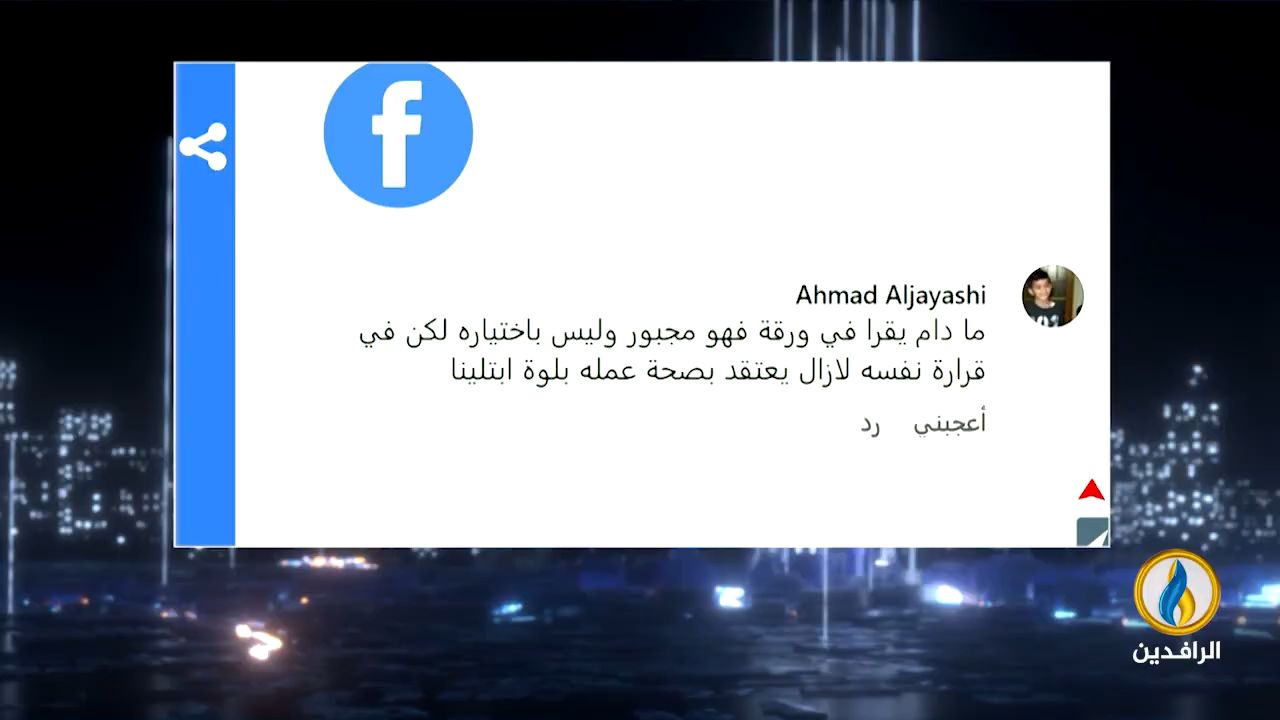 Ahmad Aljayashi
ما دام يقرا في ورقة فهو مجبور وليس باختياره لكن في
قرارة نفسه لازال يعتقد بصحة عمله بلوة ابتلينا
أعجبني رد
الرافدين